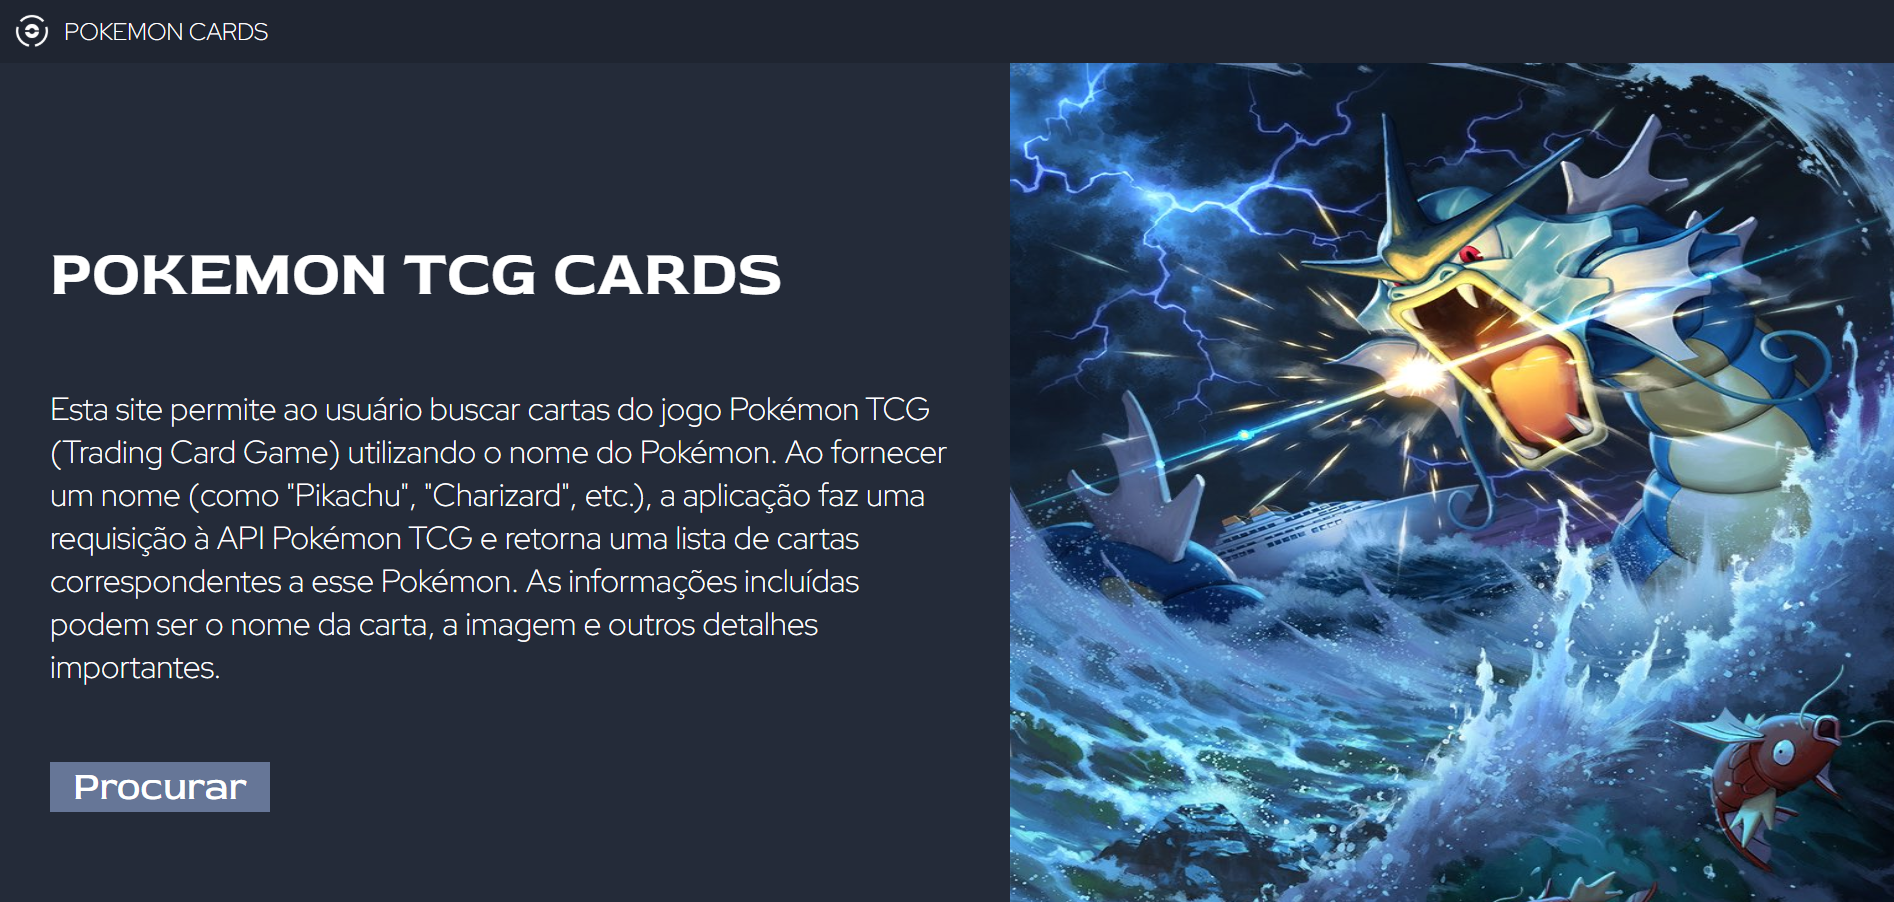 POKEMON CARDS
POKEMON TCG CARDS
Esta site permite ao usuário buscar cartas do jogo Pokémon TCG
(Trading Card Game) utilizando o nome do Pokémon. Ao fornecer
um nome (como "Pikachu", "Charizard", etc.), a aplicação faz uma
requisição à API Pokémon TCG e retorna uma lista de cartas
correspondentes a esse Pokémon. As informações incluídas
podem ser o nome da carta, a imagem e outros detalhes
importantes.
Procurar